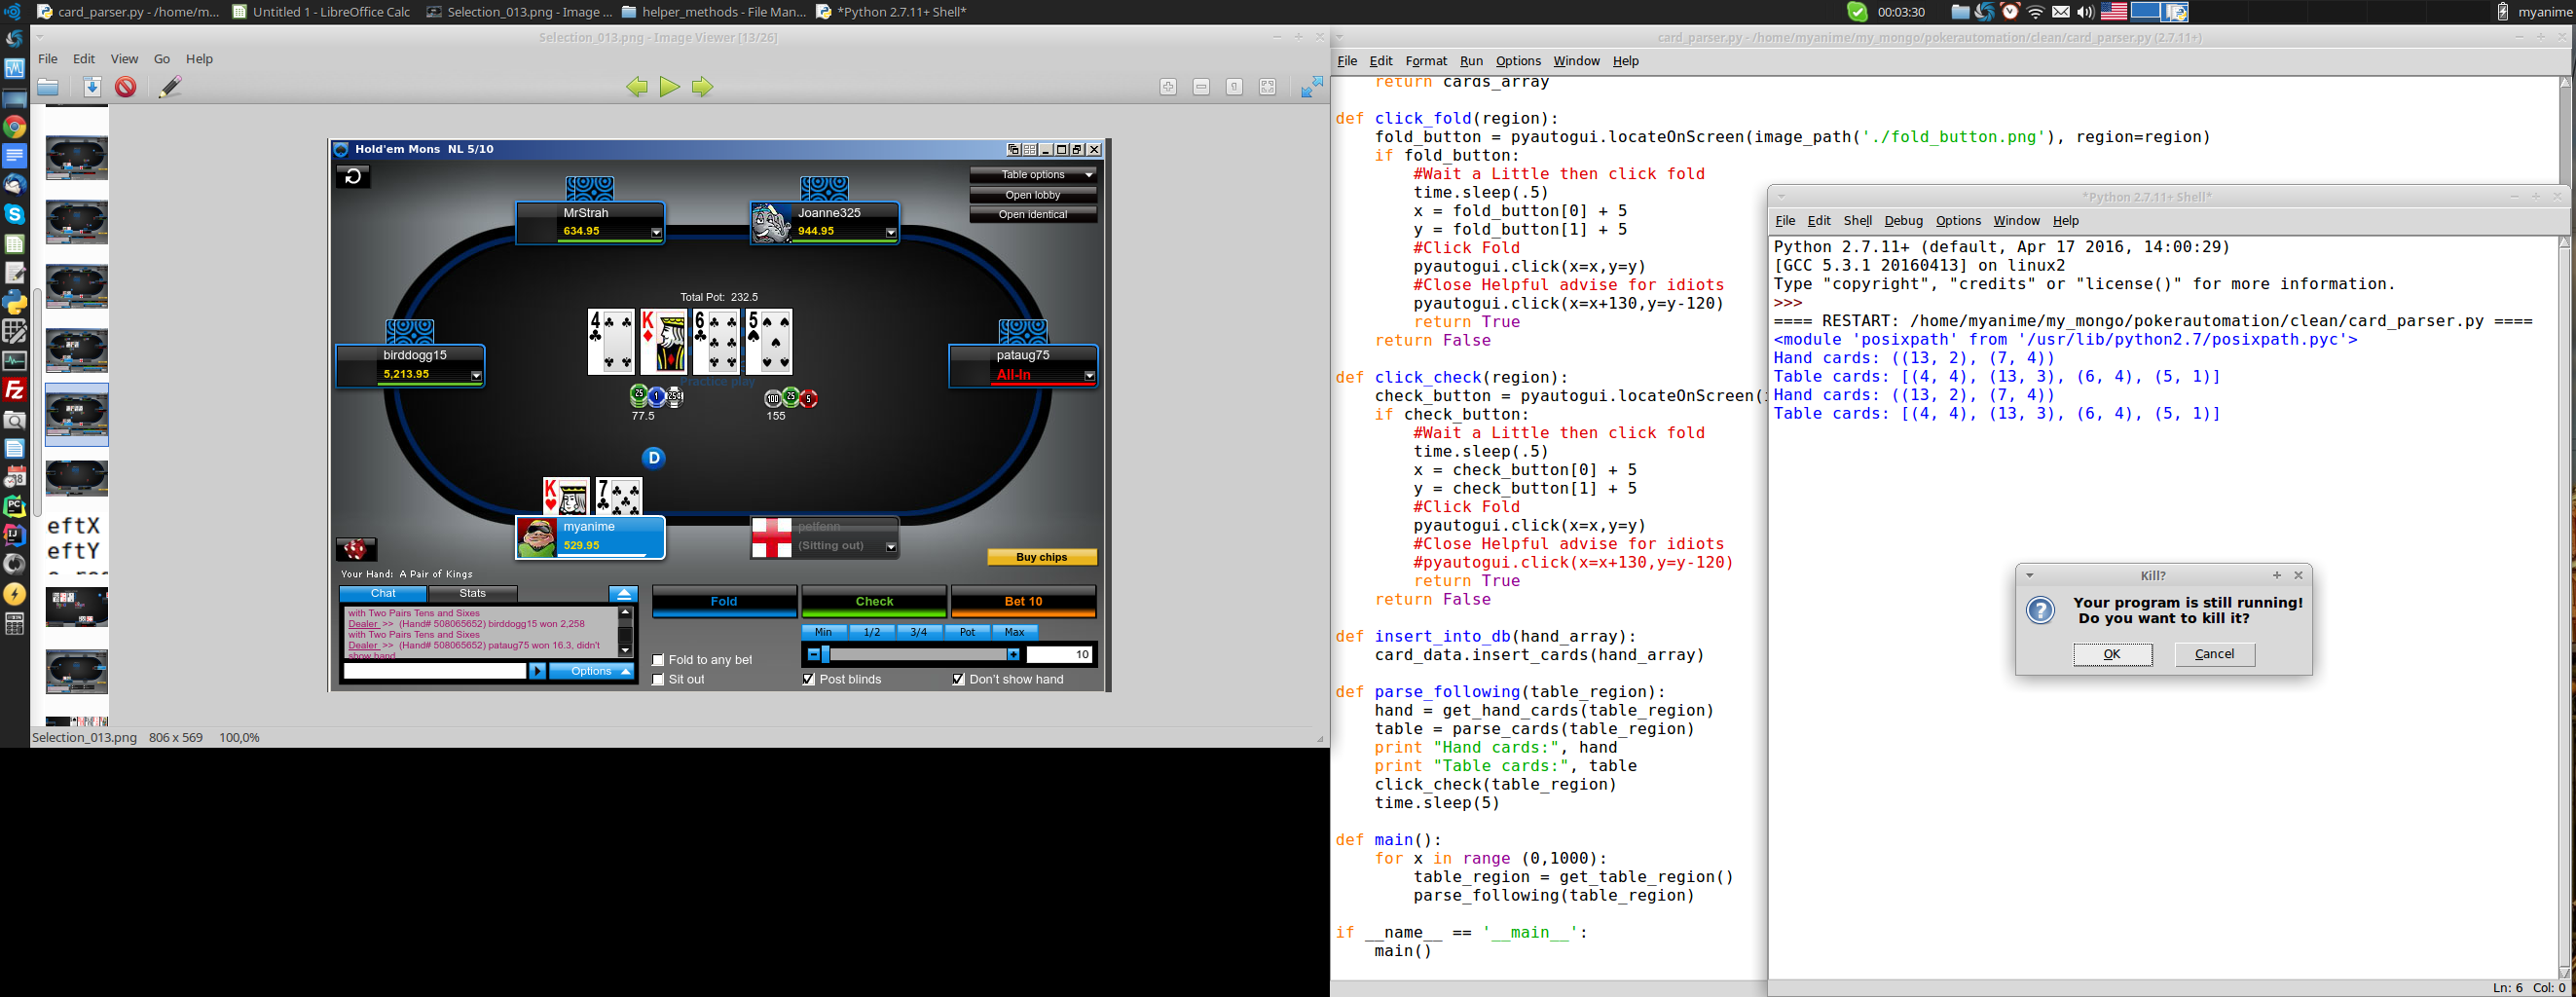 card_parser.py - /home/m...
Untitled 1 - LibreOffice Calc
Selection_013.png - Image ...
helper_methods - File Man...
*Python 2.7.11+ Shell*
00:03:30
myanime
Selection_013.png - Image Viewer [13/26]
File Edit View Go Help
eftX
eftY
Hold'em Mons NL 5/10
Table options
Open lobby
Open identical
MrStrah
634.95
Joanne325
944.95
Total Pot: 232.5
4 K 6 5
birddogg15
5,213.95
pataug75
All-In
Practice play
25 1 25¢
77.5
100 25 5
155
D
K 7
myanime
529.95
pelfenn
(Sitting out)
Buy chips
Your Hand: A Pair of Kings
Chat Stats
with Two Pairs Tens and Sixes
Dealer >> (Hand# 508065652) birddogg15 won 2,258
with Two Pairs Tens and Sixes
Dealer >> (Hand# 508065652) pataug75 won 16.3, didn't
show hand
Options
Fold Check Bet 10
Min 1/2 3/4 Pot Max
10
Fold to any bet
Sit out
Post blinds
Don't show hand
Selection_013.png 806 x 569 100,0%
card_parser.py - /home/myanime/my_mongo/pokerautomation/clean/card_parser.py (2.7.11+)
File Edit Format Run Options Window Help
return cards_array
def click_fold(region):
fold_button = pyautogui.locateOnScreen(image_path('./fold_button.png'), region=region)
if fold_button:
#Wait a Little then click fold
time.sleep(.5)
x = fold_button[0] + 5
y = fold_button[1] + 5
#Click Fold
pyautogui.click(x=x,y=y)
#Close Helpful advise for idiots
pyautogui.click(x=x+130,y=y-120)
return True
return False
def click_check(region):
check_button = pyautogui.locateOnScreen(
if check_button:
#Wait a Little then click fold
time.sleep(.5)
x = check_button[0] + 5
y = check_button[1] + 5
#Click Fold
pyautogui.click(x=x,y=y)
#Close Helpful advise for idiots
#pyautogui.click(x=x+130,y=y-120)
return True
return False
def insert_into_db(hand_array):
card_data.insert_cards(hand_array)
def parse_following(table_region):
hand = get_hand_cards(table_region)
table = parse_cards(table_region)
print "Hand cards:", hand
print "Table cards:", table
click_check(table_region)
time.sleep(5)
def main():
for x in range (0,1000):
table_region = get_table_region()
parse_following(table_region)
if __name__ == '__main__':
main()
*Python 2.7.11+ Shell*
File Edit Shell Debug Options Window Help
Python 2.7.11+ (default, Apr 17 2016, 14:00:29)
[GCC 5.3.1 20160413] on linux2
Type "copyright", "credits" or "license()" for more information.
>>>
==== RESTART: /home/myanime/my_mongo/pokerautomation/clean/card_parser.py ====
<module 'posixpath' from '/usr/lib/python2.7/posixpath.pyc'>
Hand cards: ((13, 2), (7, 4))
Table cards: [(4, 4), (13, 3), (6, 4), (5, 1)]
Hand cards: ((13, 2), (7, 4))
Table cards: [(4, 4), (13, 3), (6, 4), (5, 1)]
Kill?
Your program is still running!
Do you want to kill it?
OK Cancel
Ln: 6 Col: 0